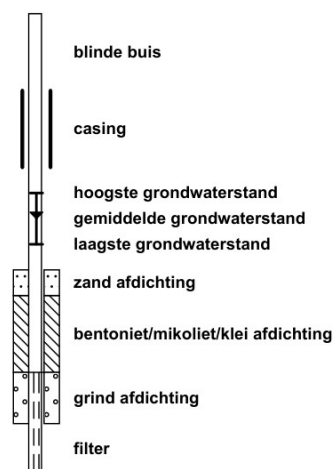 blinde buis
casing
hoogste grondwaterstand
gemiddelde grondwaterstand
laagste grondwaterstand
zand afdichting
bentoniet/mikoliet/klei afdichting
grind afdichting
filter